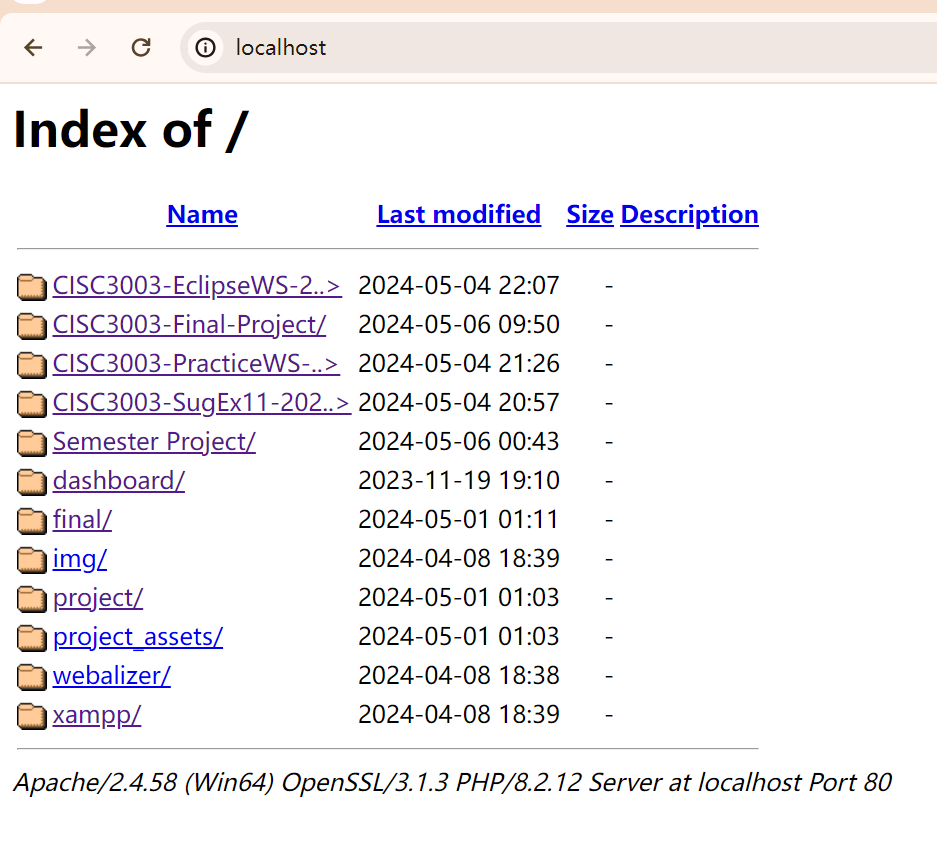 localhost
Index of /
Name Last modified Size Description
CISC3003-EclipseWS-2..> 2024-05-04 22:07 -
CISC3003-Final-Project/ 2024-05-06 09:50 -
CISC3003-PracticeWS-..> 2024-05-04 21:26 -
CISC3003-SugEx11-202..> 2024-05-04 20:57 -
Semester Project/ 2024-05-06 00:43 -
dashboard/ 2023-11-19 19:10 -
final/ 2024-05-01 01:11 -
img/ 2024-04-08 18:39 -
project/ 2024-05-01 01:03 -
project_assets/ 2024-05-01 01:03 -
webalizer/ 2024-04-08 18:38 -
xampp/ 2024-04-08 18:39 -
Apache/2.4.58 (Win64) OpenSSL/3.1.3 PHP/8.2.12 Server at localhost Port 80